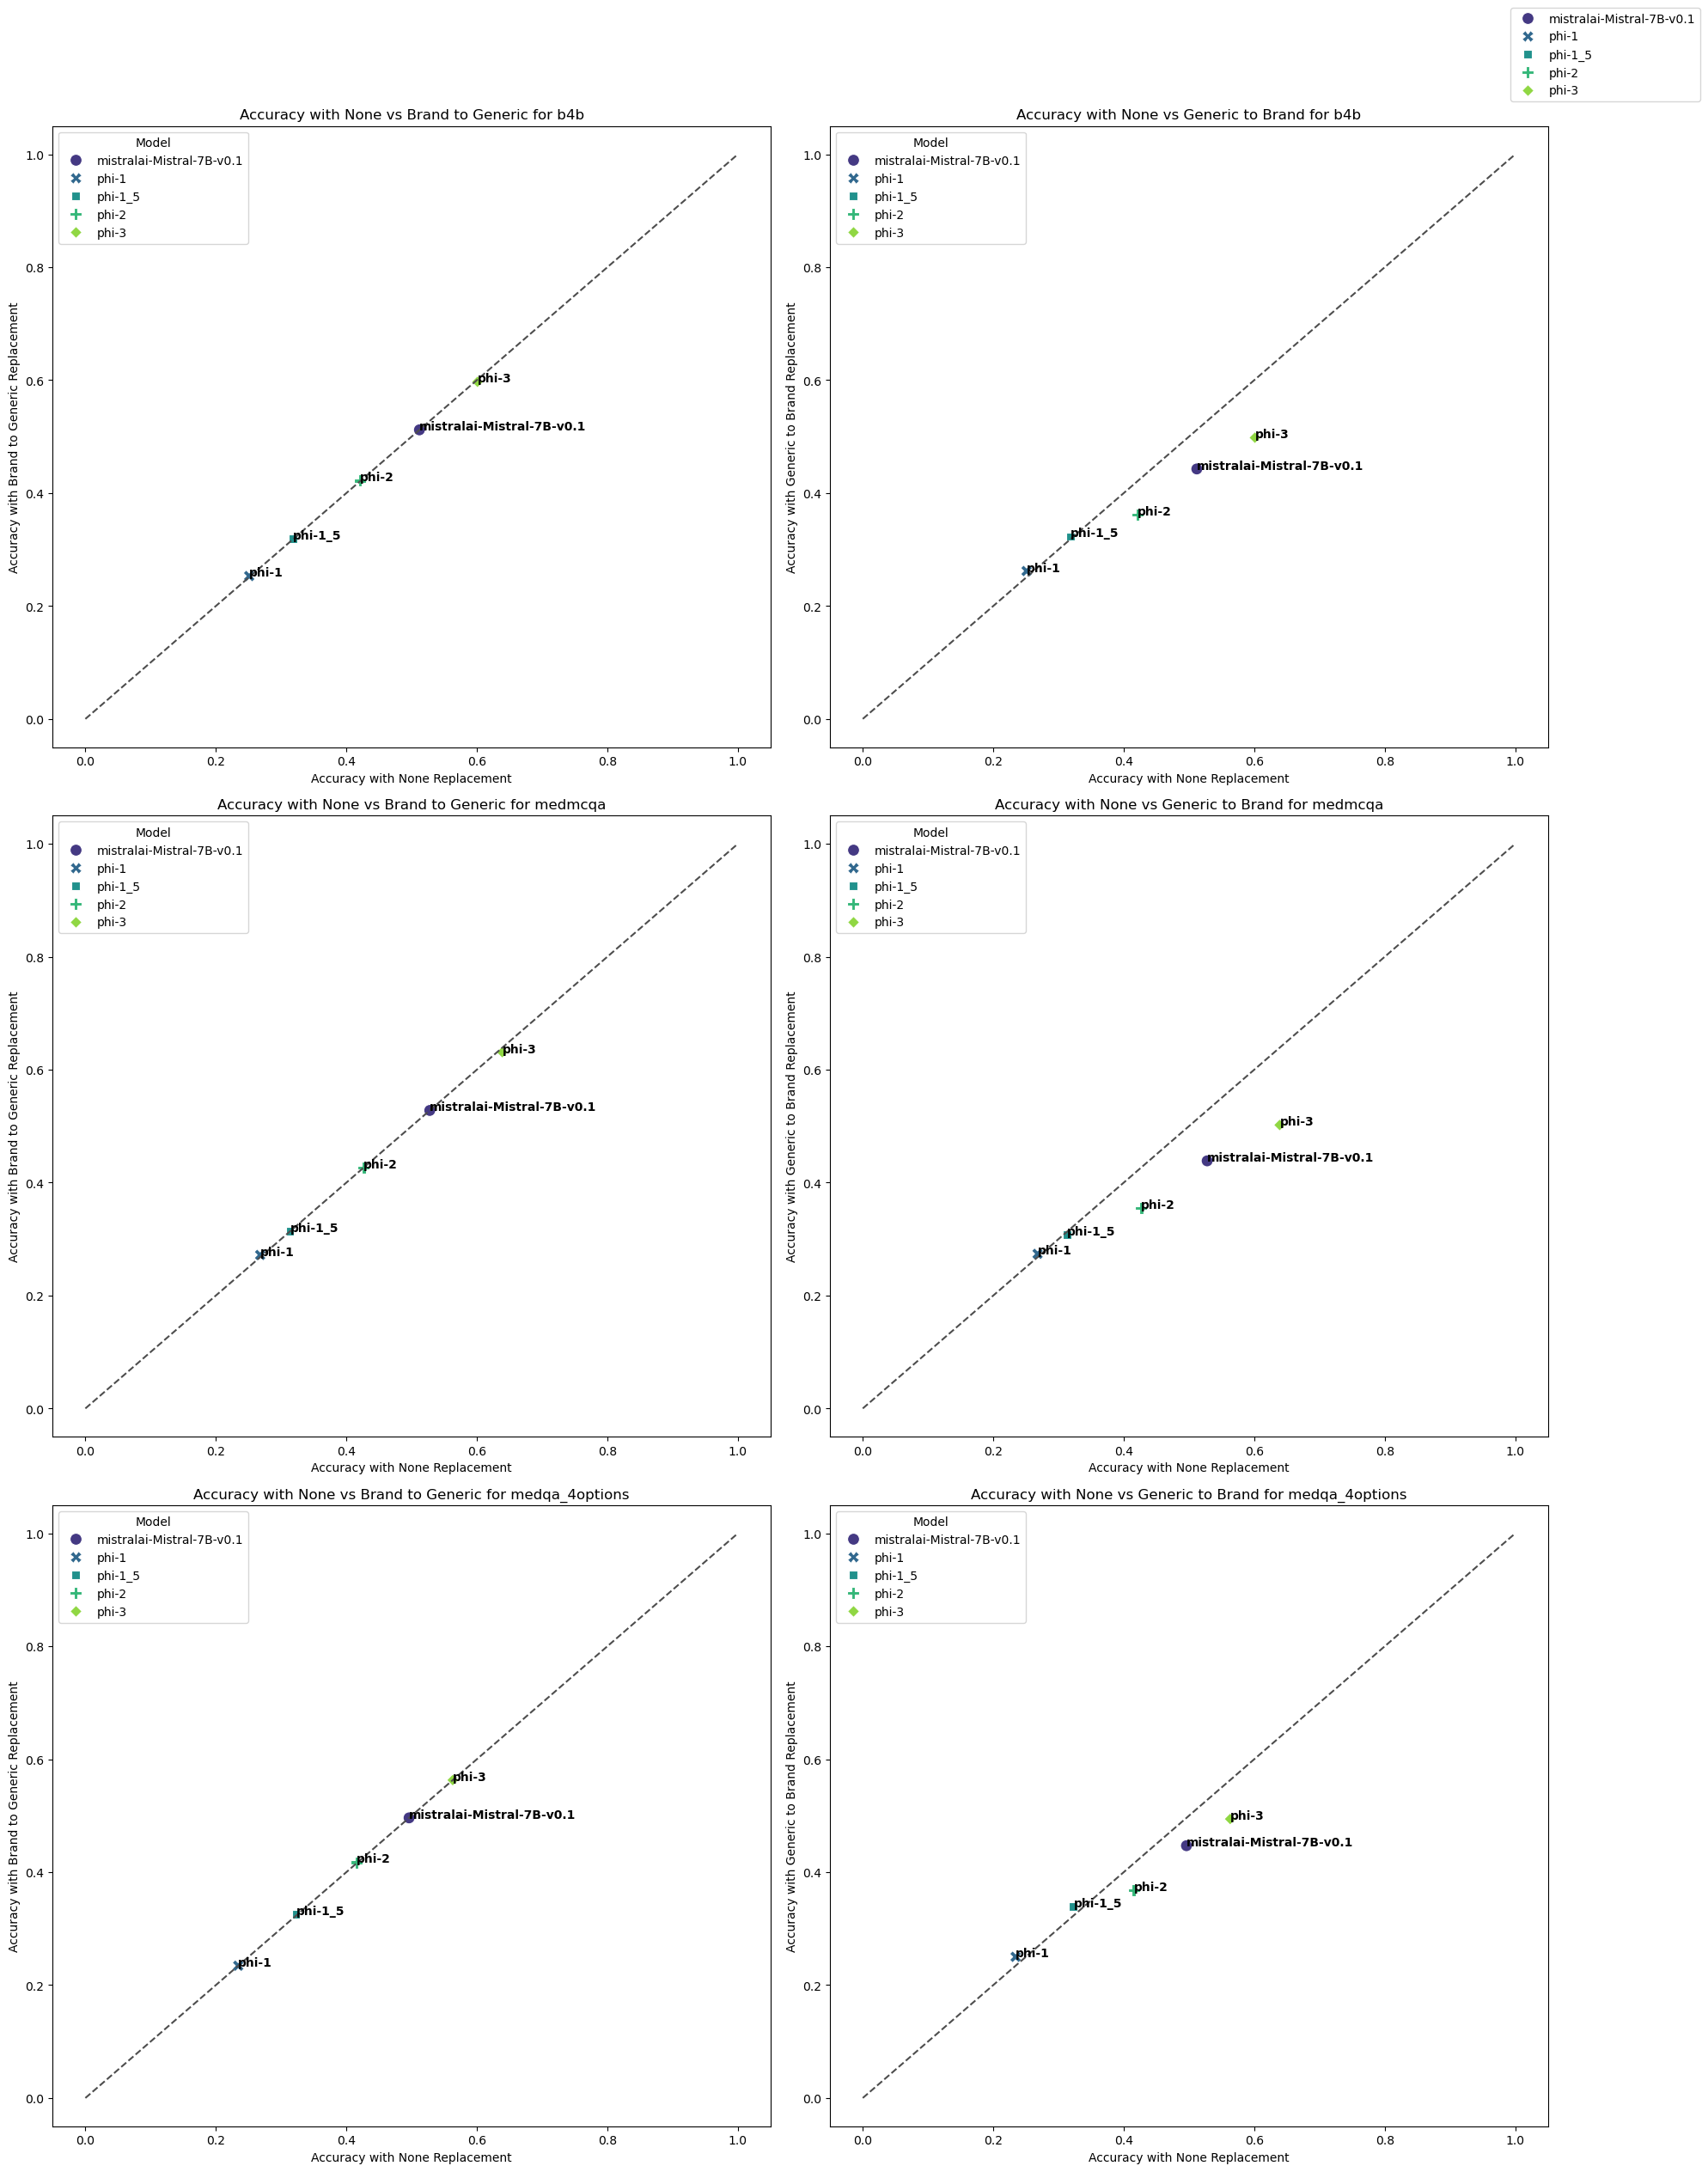 mistralai-Mistral-7B-v0.1
phi-1
phi-1_5
phi-2
phi-3
Accuracy with None vs Brand to Generic for b4b
Model
mistralai-Mistral-7B-v0.1
phi-1
phi-1_5
phi-2
phi-3
1.0
0.8
0.6
0.4
0.2
0.0
Accuracy with Brand to Generic Replacement
phi-3
mistralai-Mistral-7B-v0.1
phi-2
phi-1_5
phi-1
0.0 0.2 0.4 0.6 0.8 1.0
Accuracy with None Replacement
Accuracy with None vs Generic to Brand for b4b
Model
mistralai-Mistral-7B-v0.1
phi-1
phi-1_5
phi-2
phi-3
1.0
0.8
0.6
0.4
0.2
0.0
Accuracy with Generic to Brand Replacement
phi-3
mistralai-Mistral-7B-v0.1
phi-2
phi-1_5
phi-1
0.0 0.2 0.4 0.6 0.8 1.0
Accuracy with None Replacement
Accuracy with None vs Brand to Generic for medmcqa
Model
mistralai-Mistral-7B-v0.1
phi-1
phi-1_5
phi-2
phi-3
1.0
0.8
0.6
0.4
0.2
0.0
Accuracy with Brand to Generic Replacement
phi-3
mistralai-Mistral-7B-v0.1
phi-2
phi-1_5
phi-1
0.0 0.2 0.4 0.6 0.8 1.0
Accuracy with None Replacement
Accuracy with None vs Generic to Brand for medmcqa
Model
mistralai-Mistral-7B-v0.1
phi-1
phi-1_5
phi-2
phi-3
1.0
0.8
0.6
0.4
0.2
0.0
Accuracy with Generic to Brand Replacement
phi-3
mistralai-Mistral-7B-v0.1
phi-2
phi-1_5
phi-1
0.0 0.2 0.4 0.6 0.8 1.0
Accuracy with None Replacement
Accuracy with None vs Brand to Generic for medqa_4options
Model
mistralai-Mistral-7B-v0.1
phi-1
phi-1_5
phi-2
phi-3
1.0
0.8
0.6
0.4
0.2
0.0
Accuracy with Brand to Generic Replacement
phi-3
mistralai-Mistral-7B-v0.1
phi-2
phi-1_5
phi-1
0.0 0.2 0.4 0.6 0.8 1.0
Accuracy with None Replacement
Accuracy with None vs Generic to Brand for medqa_4options
Model
mistralai-Mistral-7B-v0.1
phi-1
phi-1_5
phi-2
phi-3
1.0
0.8
0.6
0.4
0.2
0.0
Accuracy with Generic to Brand Replacement
phi-3
mistralai-Mistral-7B-v0.1
phi-2
phi-1_5
phi-1
0.0 0.2 0.4 0.6 0.8 1.0
Accuracy with None Replacement